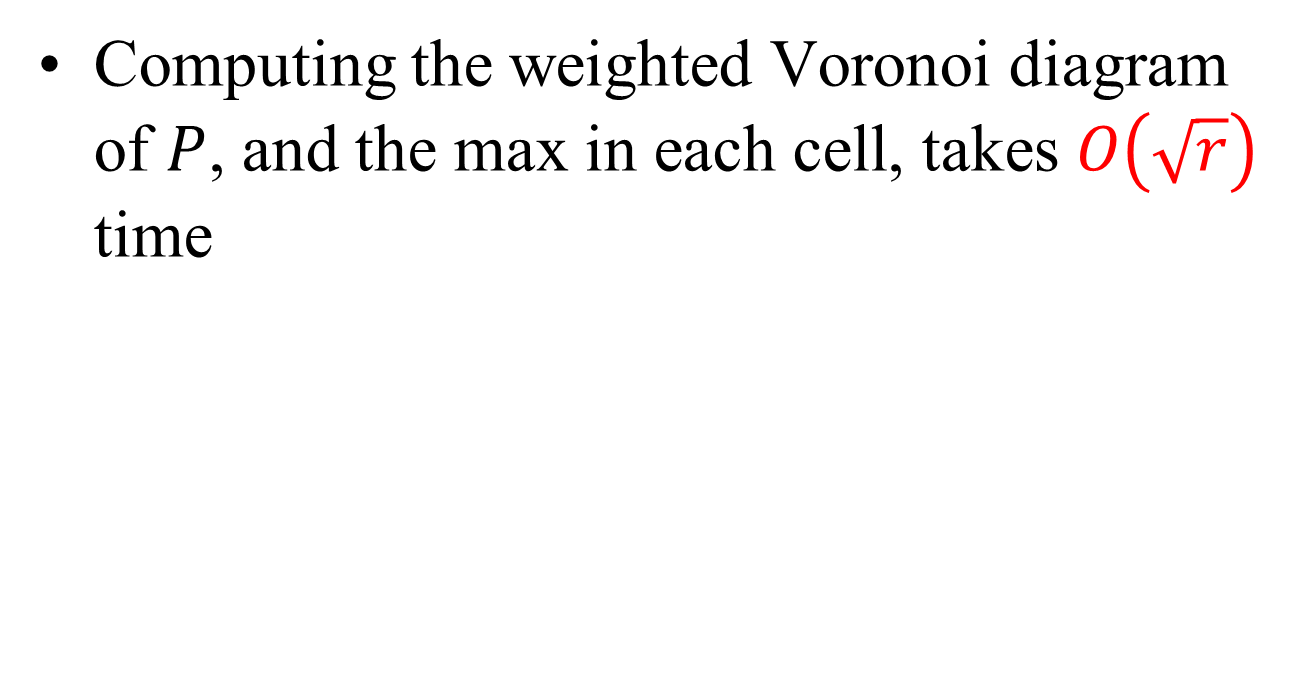 • Computing the weighted Voronoi diagram
of P, and the max in each cell, takes O(√r)
time